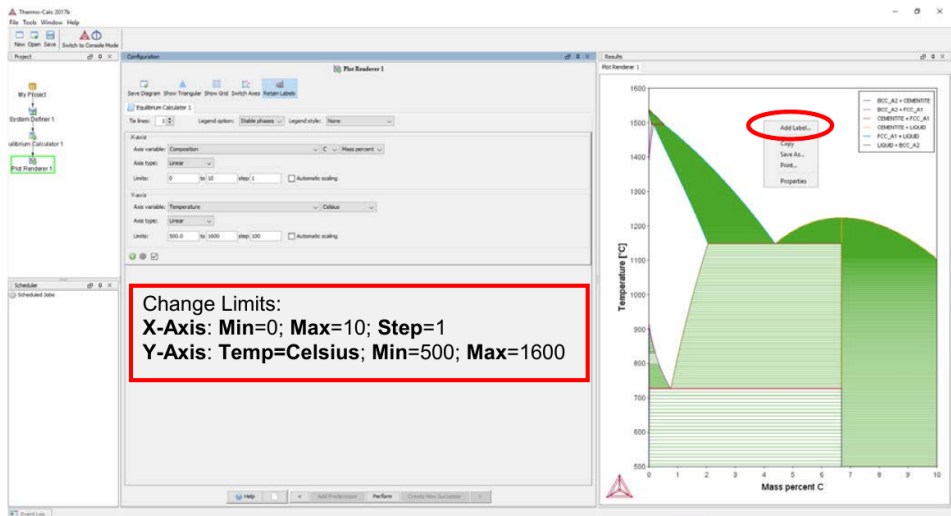 Thermo-Calc 2017b
File Tools Window Help
New Open Save Switch to Console Mode
Project
Configuration
Results
My Project
System Definer 1
uilibrium Calculator 1
Plot Renderer 1
Plot Renderer 1
Save Diagram Show Triangular Show Grid Switch Axes Retain Labels
Equilibrium Calculator 1
Tie lines: 1 Legend option: Stable phases Legend style: None
X-axis
Axis variable: Composition C Mass percent
Axis type: Linear
Limits: 0 to 10 step 1 Automatic scaling
Y-axis
Axis variable: Temperature Celsius
Axis type: Linear
Limits: 500.0 to 1600 step 100 Automatic scaling
Change Limits:
X-Axis: Min=0; Max=10; Step=1
Y-Axis: Temp=Celsius; Min=500; Max=1600
Scheduler
Scheduled Jobs
Help < Add Predecessor Perform Create New Successor
Event Log
Plot Renderer 1
BCC_A2 + CEMENTITE
BCC_A2 + FCC_A1
CEMENTITE + FCC_A1
CEMENTITE + LIQUID
FCC_A1 + LIQUID
LIQUID + BCC_A2
Add Label...
Copy
Save As...
Print...
Properties
1600
1500
1400
1300
1200
1100
1000
900
800
700
600
500
Temperature [°C]
0 1 2 3 4 5 6 7 8 9 10
Mass percent C